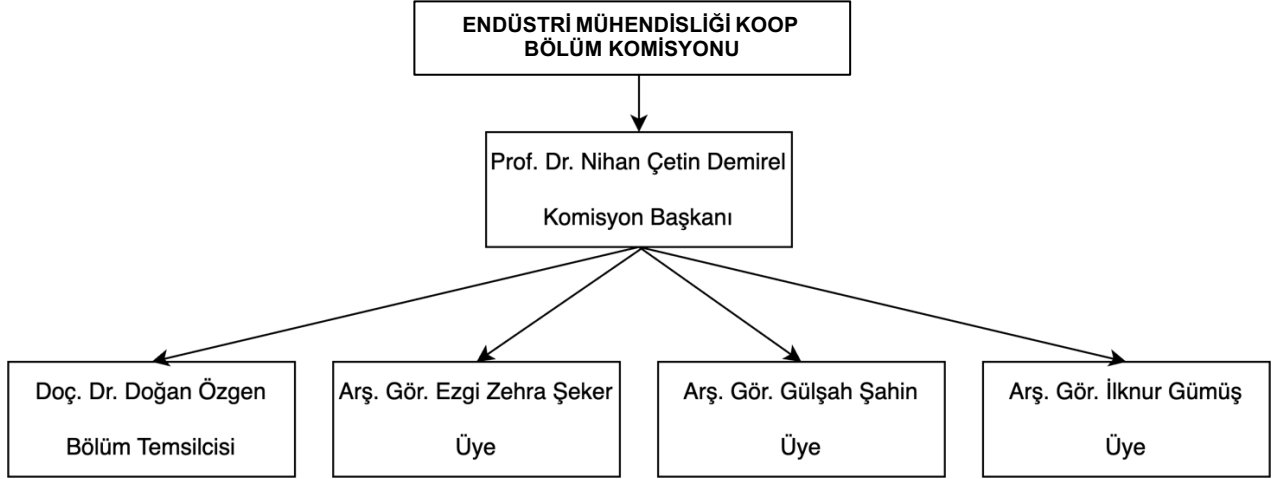 ENDÜSTRİ MÜHENDİSLİĞİ KOOP
BÖLÜM KOMİSYONU
Prof. Dr. Nihan Çetin Demirel
Komisyon Başkanı
Doç. Dr. Doğan Özgen
Bölüm Temsilcisi
Arş. Gör. Ezgi Zehra Şeker
Üye
Arş. Gör. Gülşah Şahin
Üye
Arş. Gör. İlknur Gümüş
Üye